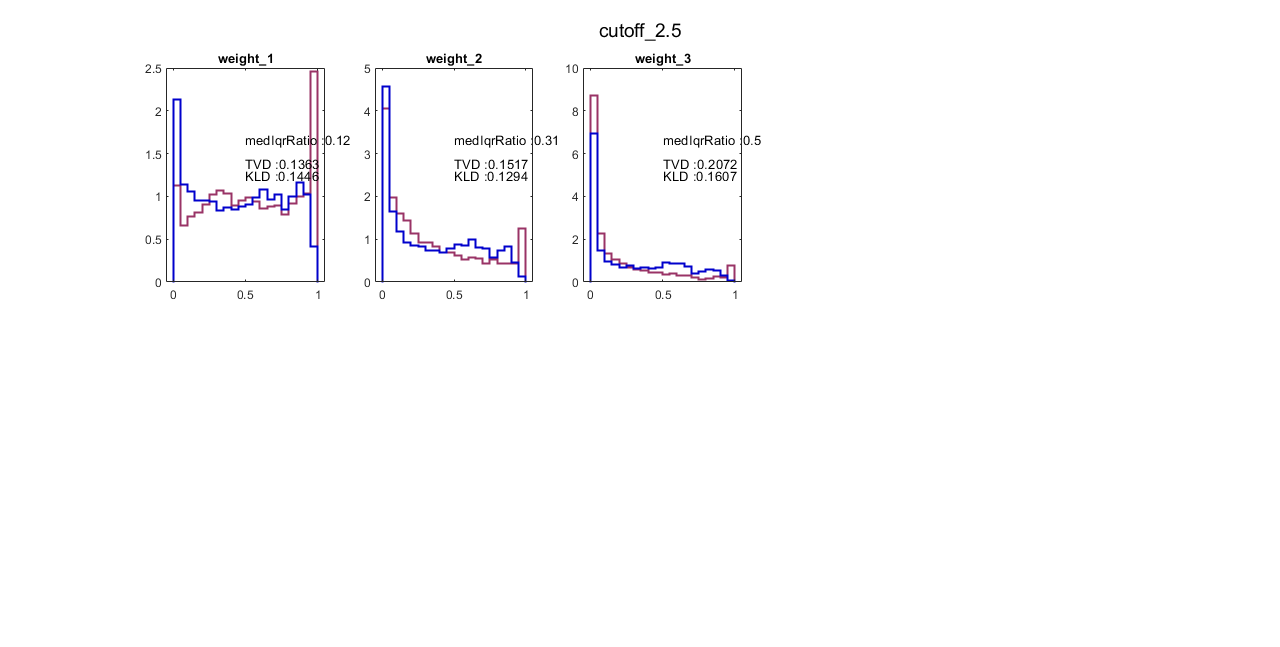 cutoff_2.5
weight_1
2.5
2
1.5
1
0.5
0
0
0.5
1
medIqrRatio :0.12
TVD :0.1363
KLD :0.1446
weight_2
5
4
3
2
1
0
0
0.5
1
medIqrRatio :0.31
TVD :0.1517
KLD :0.1294
weight_3
10
8
6
4
2
0
0
0.5
1
medIqrRatio :0.5
TVD :0.2072
KLD :0.1607